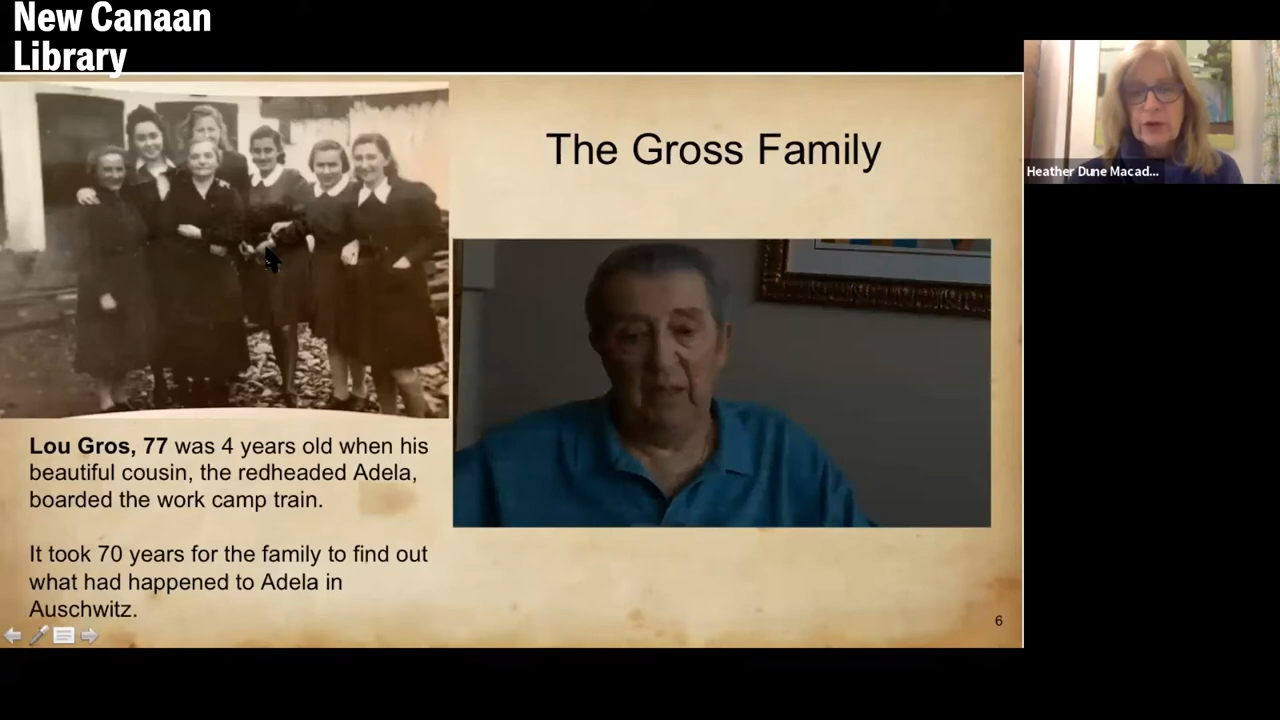 New Canaan
Library
Heather Dune Macad...
The Gross Family
Lou Gros, 77 was 4 years old when his
beautiful cousin, the redheaded Adela,
boarded the work camp train.
It took 70 years for the family to find out
what had happened to Adela in
Auschwitz.
6